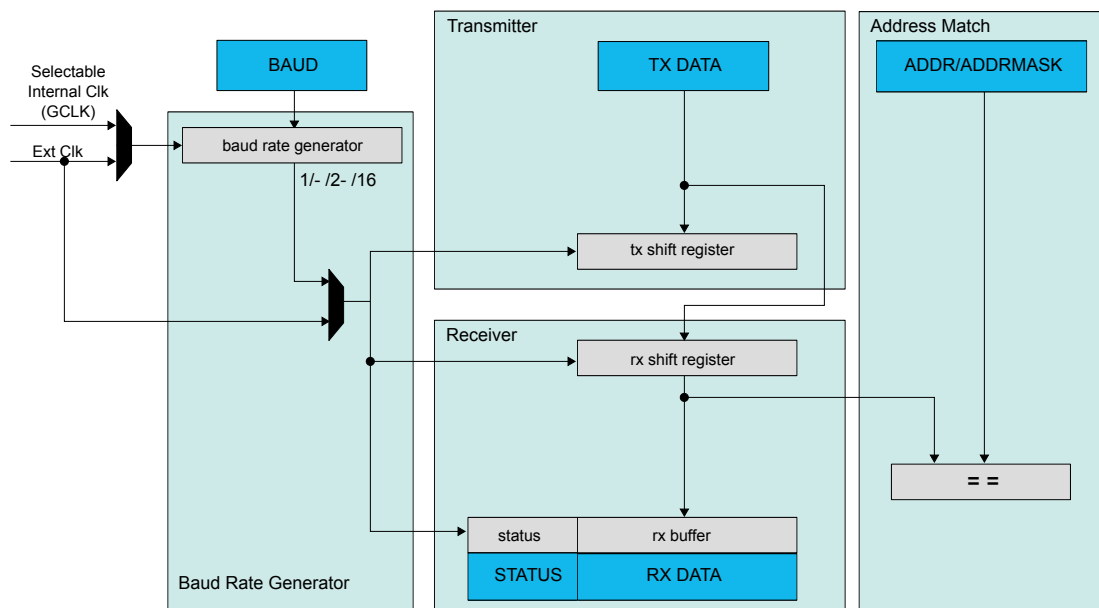 Transmitter
Address Match
BAUD
TX DATA
ADDR/ADDRMASK
Selectable
Internal Clk
(GCLK)
baud rate generator
Ext Clk
1/- /2- /16
tx shift register
Receiver
rx shift register
= =
status
rx buffer
STATUS
RX DATA
Baud Rate Generator